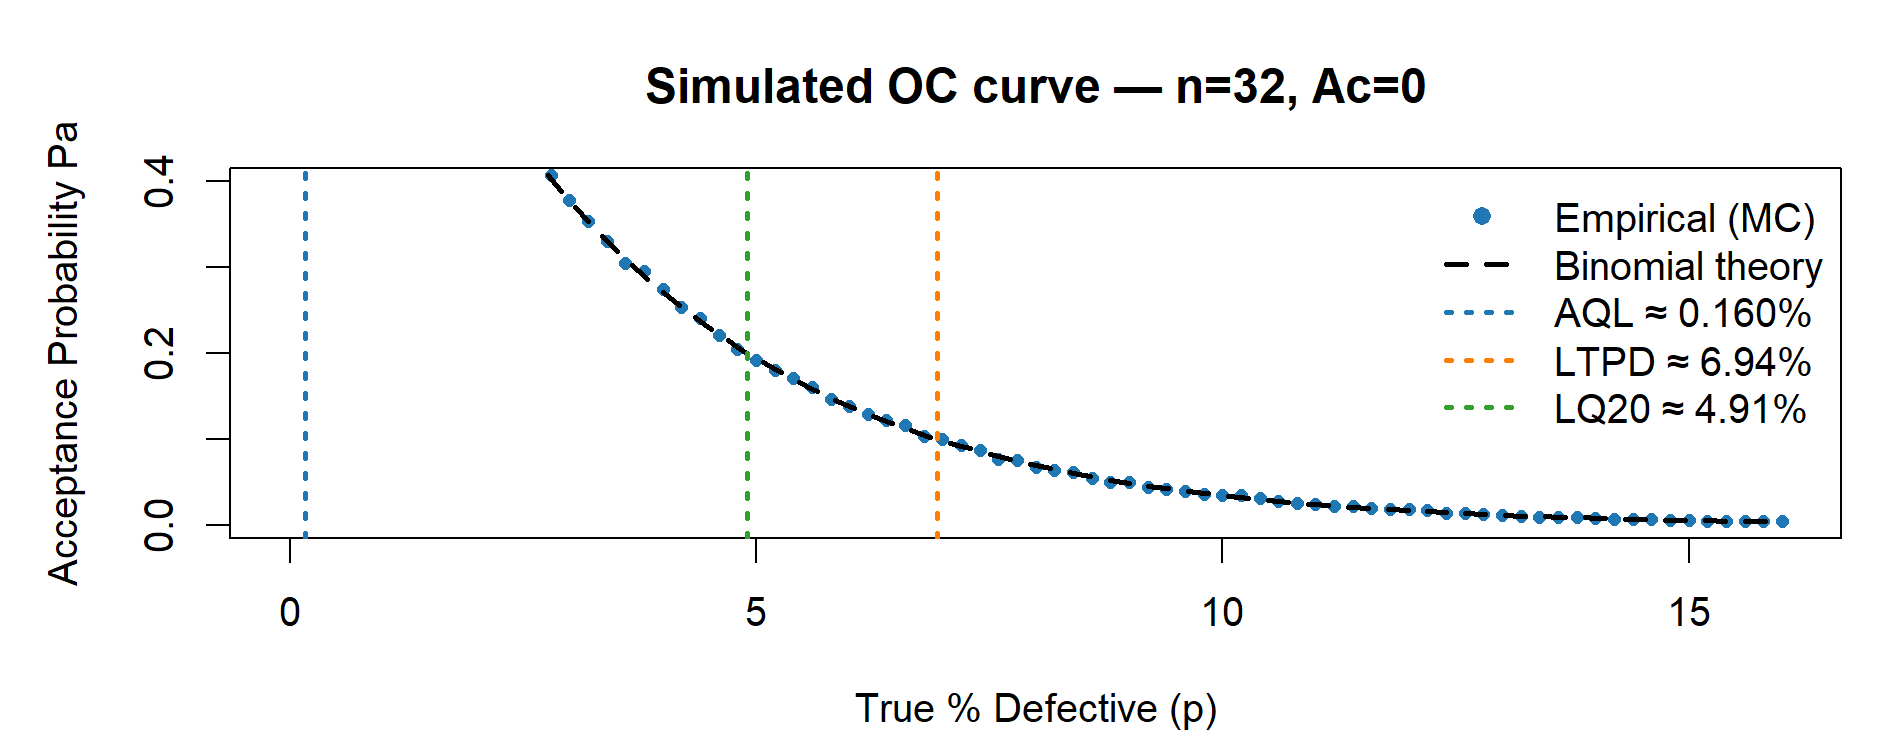 Simulated OC curve — n=32, Ac=0
Acceptance Probability Pa
0.4
0.2
0.0
Empirical (MC)
Binomial theory
AQL ≈ 0.160%
LTPD ≈ 6.94%
LQ20 ≈ 4.91%
0 5 10 15
True % Defective (p)